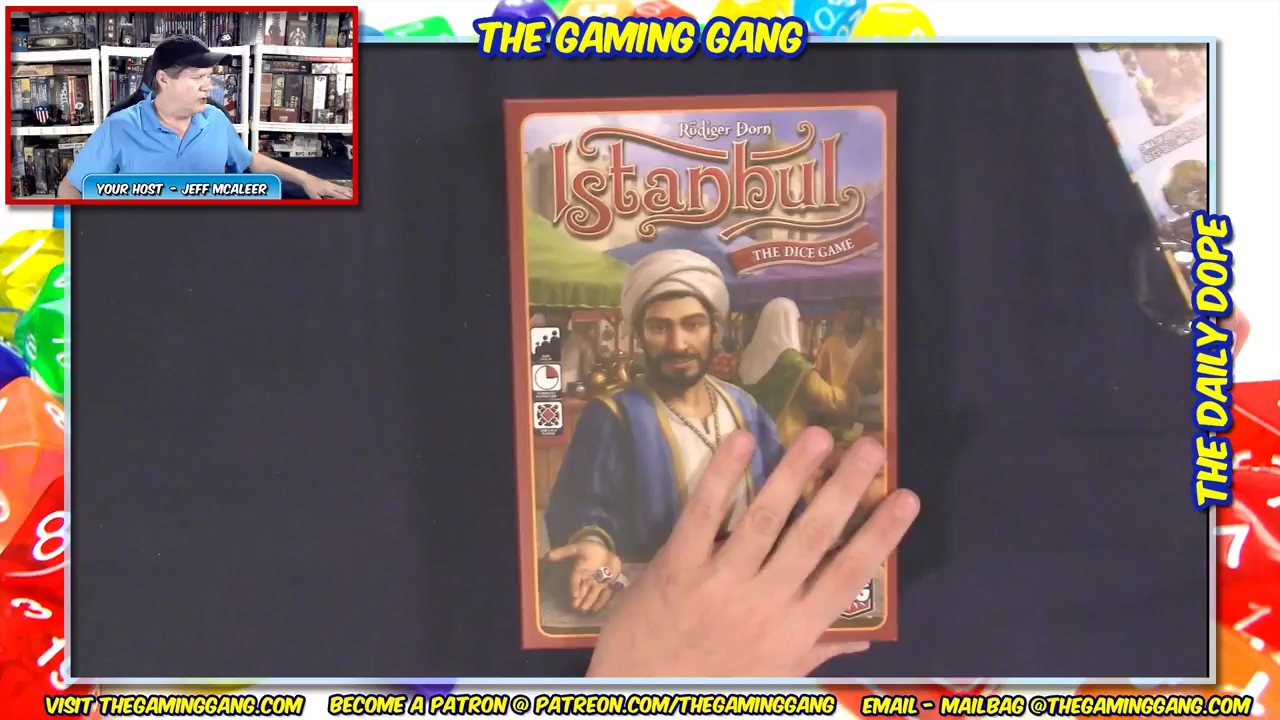 THE GAMING GANG
YOUR HOST - JEFF MCALEER
Rüdiger Dorn
Istanbul
THE DICE GAME
THE DAILY DOPE
VISIT THEGAMINGGANG.COM
BECOME A PATRON @ PATREON.COM/THEGAMINGGANG
EMAIL - MAILBAG @THEGAMINGGANG.COM